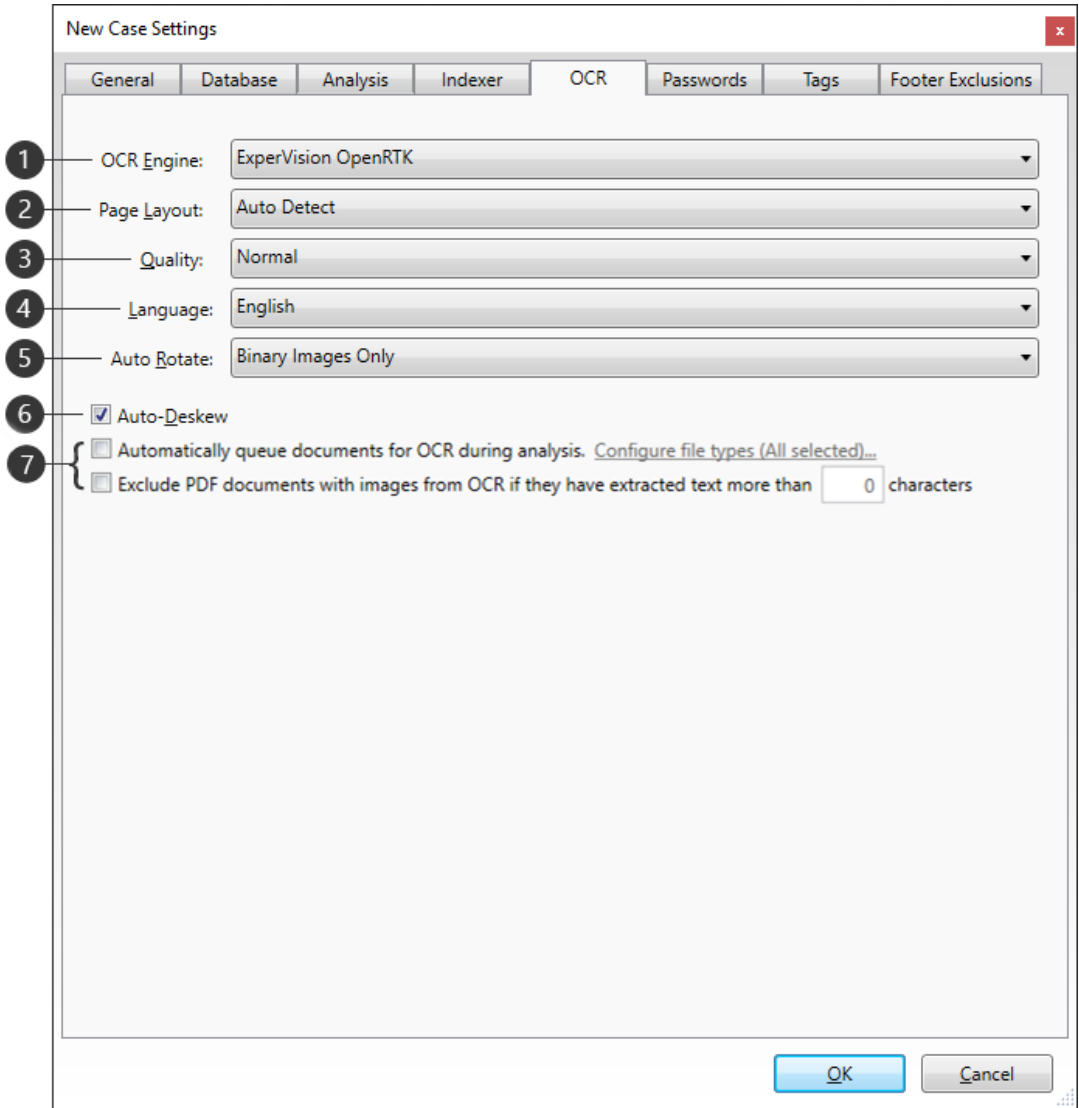 New Case Settings
x
General Database Analysis Indexer OCR Passwords Tags Footer Exclusions
1 OCR Engine: ExperVision OpenRTK
2 Page Layout: Auto Detect
3 Quality: Normal
4 Language: English
5 Auto Rotate: Binary Images Only
6 Auto-Deskew
7 Automatically queue documents for OCR during analysis. Configure file types (All selected)...
Exclude PDF documents with images from OCR if they have extracted text more than 0 characters
OK Cancel